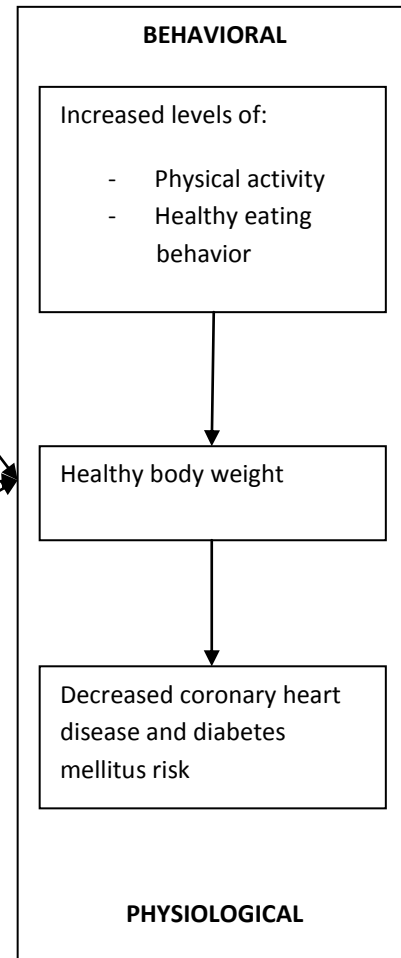 BEHAVIORAL
Increased levels of:
- Physical activity
- Healthy eating
behavior
Healthy body weight
Decreased coronary heart
disease and diabetes
mellitus risk
PHYSIOLOGICAL